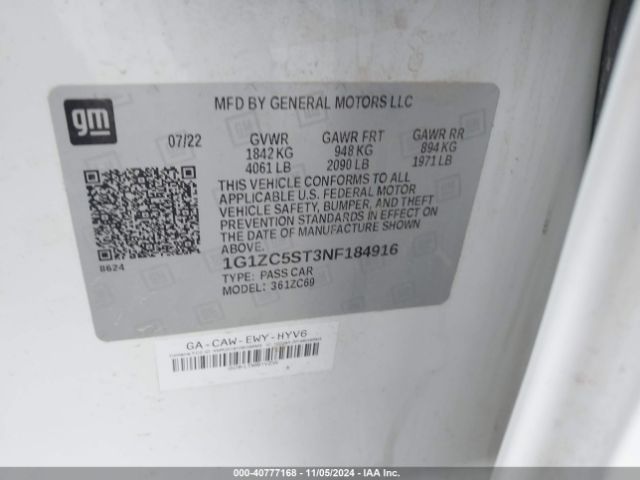 gm
MFD BY GENERAL MOTORS LLC
07/22 GVWR GAWR FRT GAWR RR
1842 KG 948 KG 894 KG
4061 LB 2090 LB 1971 LB
THIS VEHICLE CONFORMS TO ALL
APPLICABLE U.S. FEDERAL MOTOR
VEHICLE SAFETY, BUMPER, AND THEFT
PREVENTION STANDARDS IN EFFECT ON
THE DATE OF MANUFACTURE SHOWN
ABOVE.
8624
1G1ZC5ST3NF184916
TYPE: PASS CAR
MODEL: 361ZC69
GA-CAW-EWY-HYV6
000-40777168 - 11/05/2024 - IAAI.COM